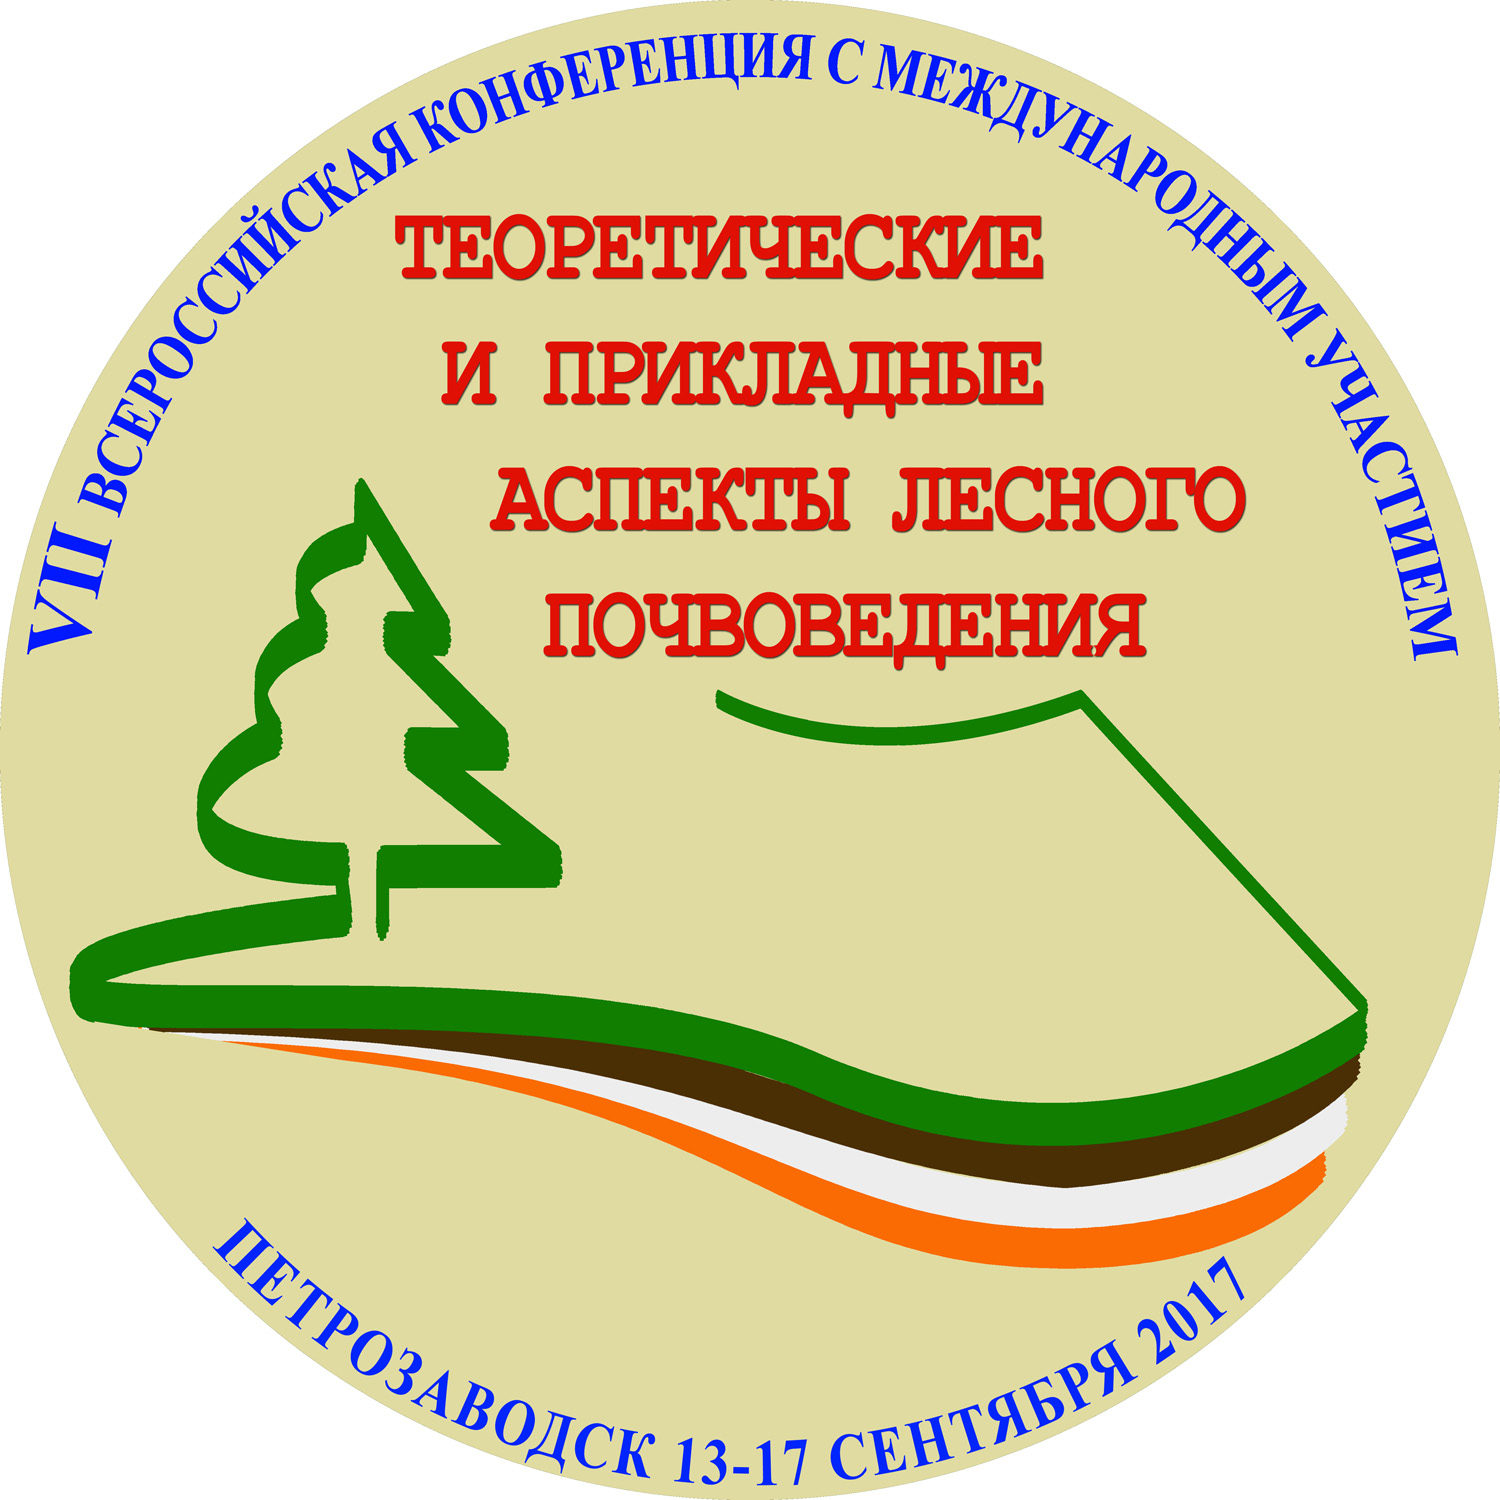 VII ВСЕРОССИЙСКАЯ КОНФЕРЕНЦИЯ С МЕЖДУНАРОДНЫМ УЧАСТИЕМ
ТЕОРЕТИЧЕСКИЕ
И ПРИКЛАДНЫЕ
АСПЕКТЫ ЛЕСНОГО
ПОЧВОВЕДЕНИЯ
ПЕТРОЗАВОДСК 13-17 СЕНТЯБРЯ 2017